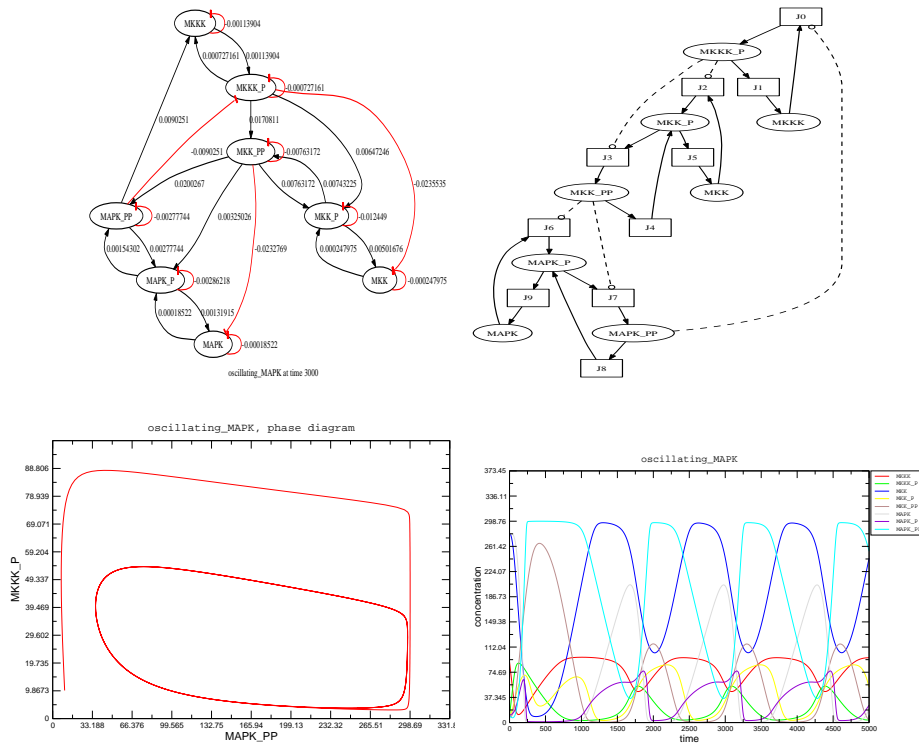 MKKK
-0.00113904
0.000727161
0.00113904
MKKK_P
-0.000727161
0.0170811
0.0090251
MKK_PP
-0.00763172
0.00647246
-0.0090251
0.0200267
0.00763172
0.00743225
-0.0235535
MAPK_PP
-0.00277744
0.00325026
MKK_P
-0.012449
0.00154302
0.00277744
-0.0232769
0.000247975
0.00501676
MAPK_P
-0.00286218
MKK
-0.000247975
0.00018522
0.00131915
MAPK
-0.00018522
oscillating_MAPK at time 3000
J0
MKKK_P
J2
J1
MKK_P
MKKK
J3
J5
MKK_PP
MKK
J6
J4
MAPK_P
J9
J7
MAPK
MAPK_PP
J8
oscillating_MAPK, phase diagram
MKKK_P
88.806
78.939
69.071
59.204
49.337
39.469
29.602
19.735
9.8673
0
0
33.188
66.376
99.565
132.75
165.94
199.13
232.32
265.51
298.69
331.8
MAPK_PP
oscillating_MAPK
concentration
373.45
336.11
298.76
261.42
224.07
186.73
149.38
112.04
74.69
37.345
0
0
500
1000
1500
2000
2500
3000
3500
4000
4500
5000
time
MKKK
MKKK_P
MKK
MKK_P
MKK_PP
MAPK
MAPK_P
MAPK_PP